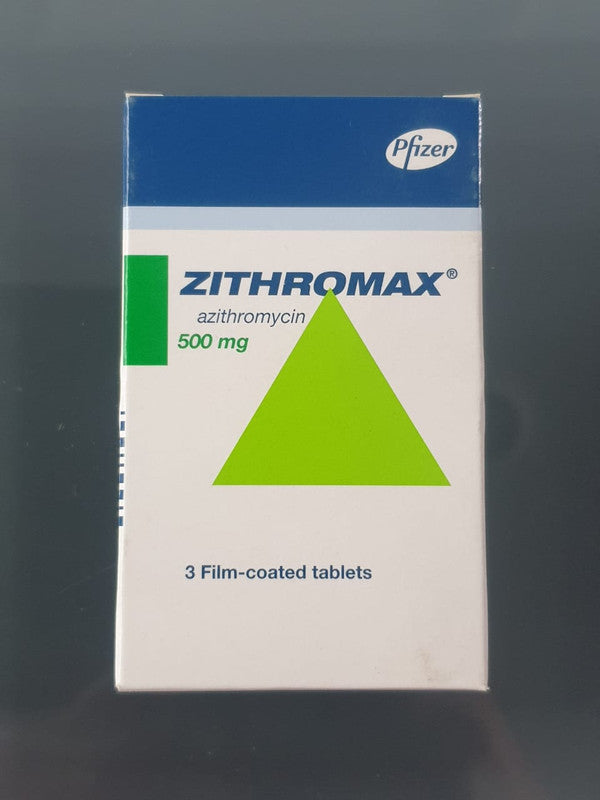 Pfizer
ZITHROMAX®
azithromycin
500 mg
3 Film-coated tablets